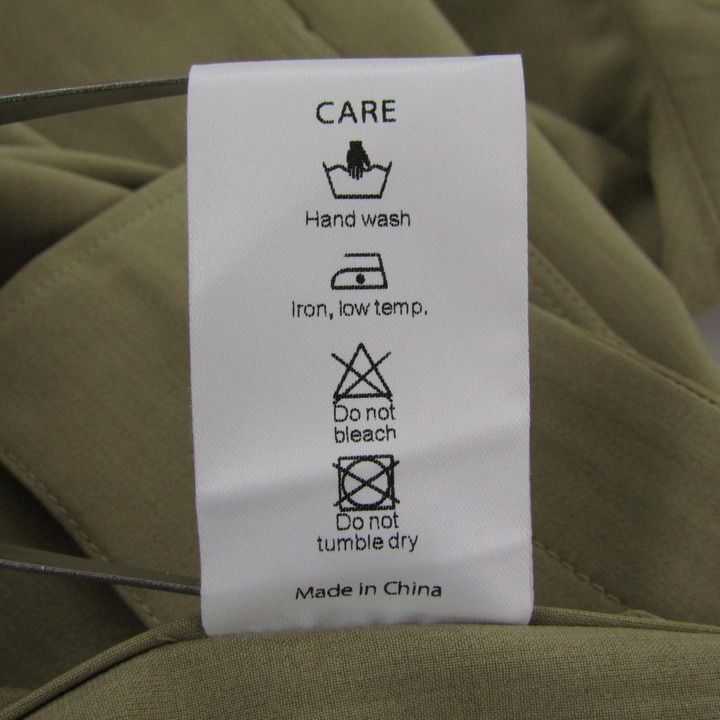 CARE
Hand wash
Iron, low temp.
Do not
bleach
Do not
tumble dry
Made in China